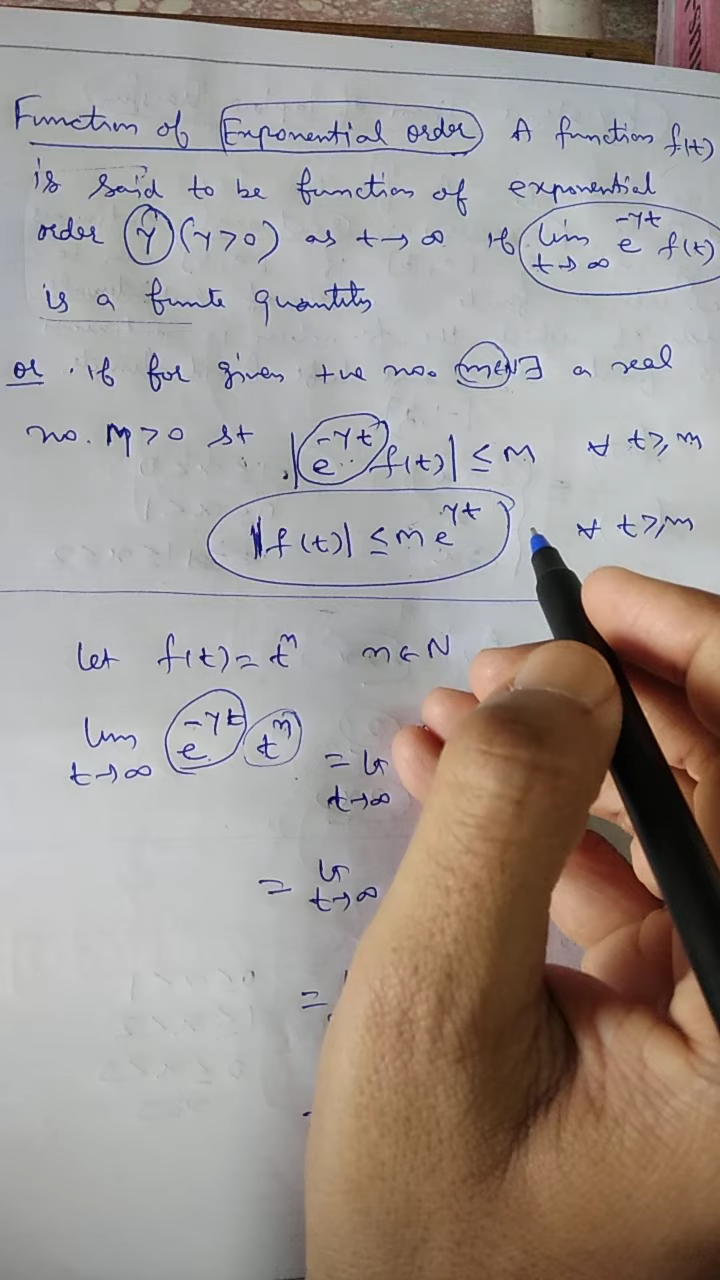 Function of Exponential order A function f(t)
is said to be function of exponential
order γ (γ>0) as t→∞ if lim t→∞ e^{-γt} f(t)
is a finite quantity
or . if for given +ve no. m∈N ∃ a real
no. M>0 st |e^{-γt} f(t)| ≤ M ∀ t≥m
|f(t)| ≤ M e^{γt} ∀ t≥m
let f(t) = t^n n∈N
lim t→∞ e^{-γt} t^n = lt t→∞
= lt t→∞
=